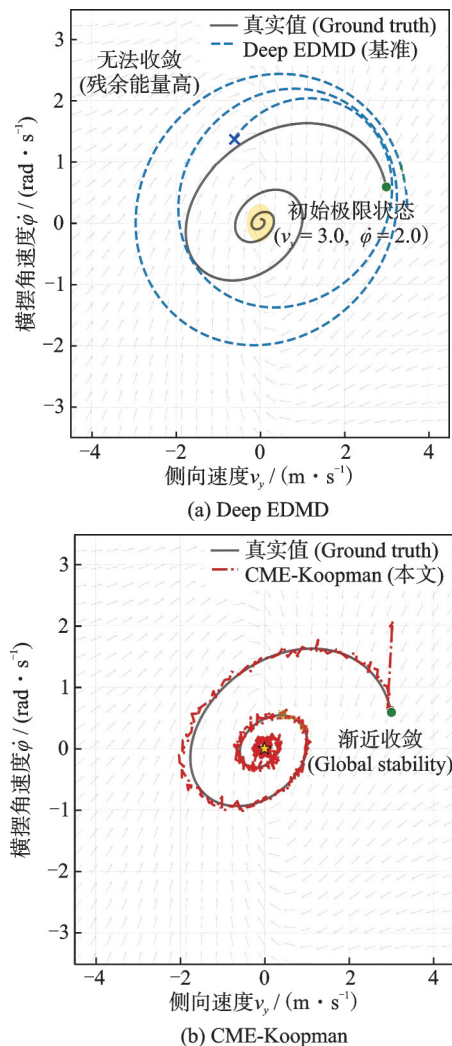 真实值 (Ground truth)
Deep EDMD (基准)
无法收敛
(残余能量高)
初始极限状态
(v_y = 3.0, φ̇ = 2.0)
3
2
1
0
−1
−2
−3
−4
−2
0
2
4
横摆角速度φ̇ / (rad·s⁻¹)
侧向速度v_y / (m·s⁻¹)
(a) Deep EDMD
真实值 (Ground truth)
CME-Koopman (本文)
渐近收敛
(Global stability)
3
2
1
0
−1
−2
−3
−4
−2
0
2
4
横摆角速度φ̇ / (rad·s⁻¹)
侧向速度v_y / (m·s⁻¹)
(b) CME-Koopman